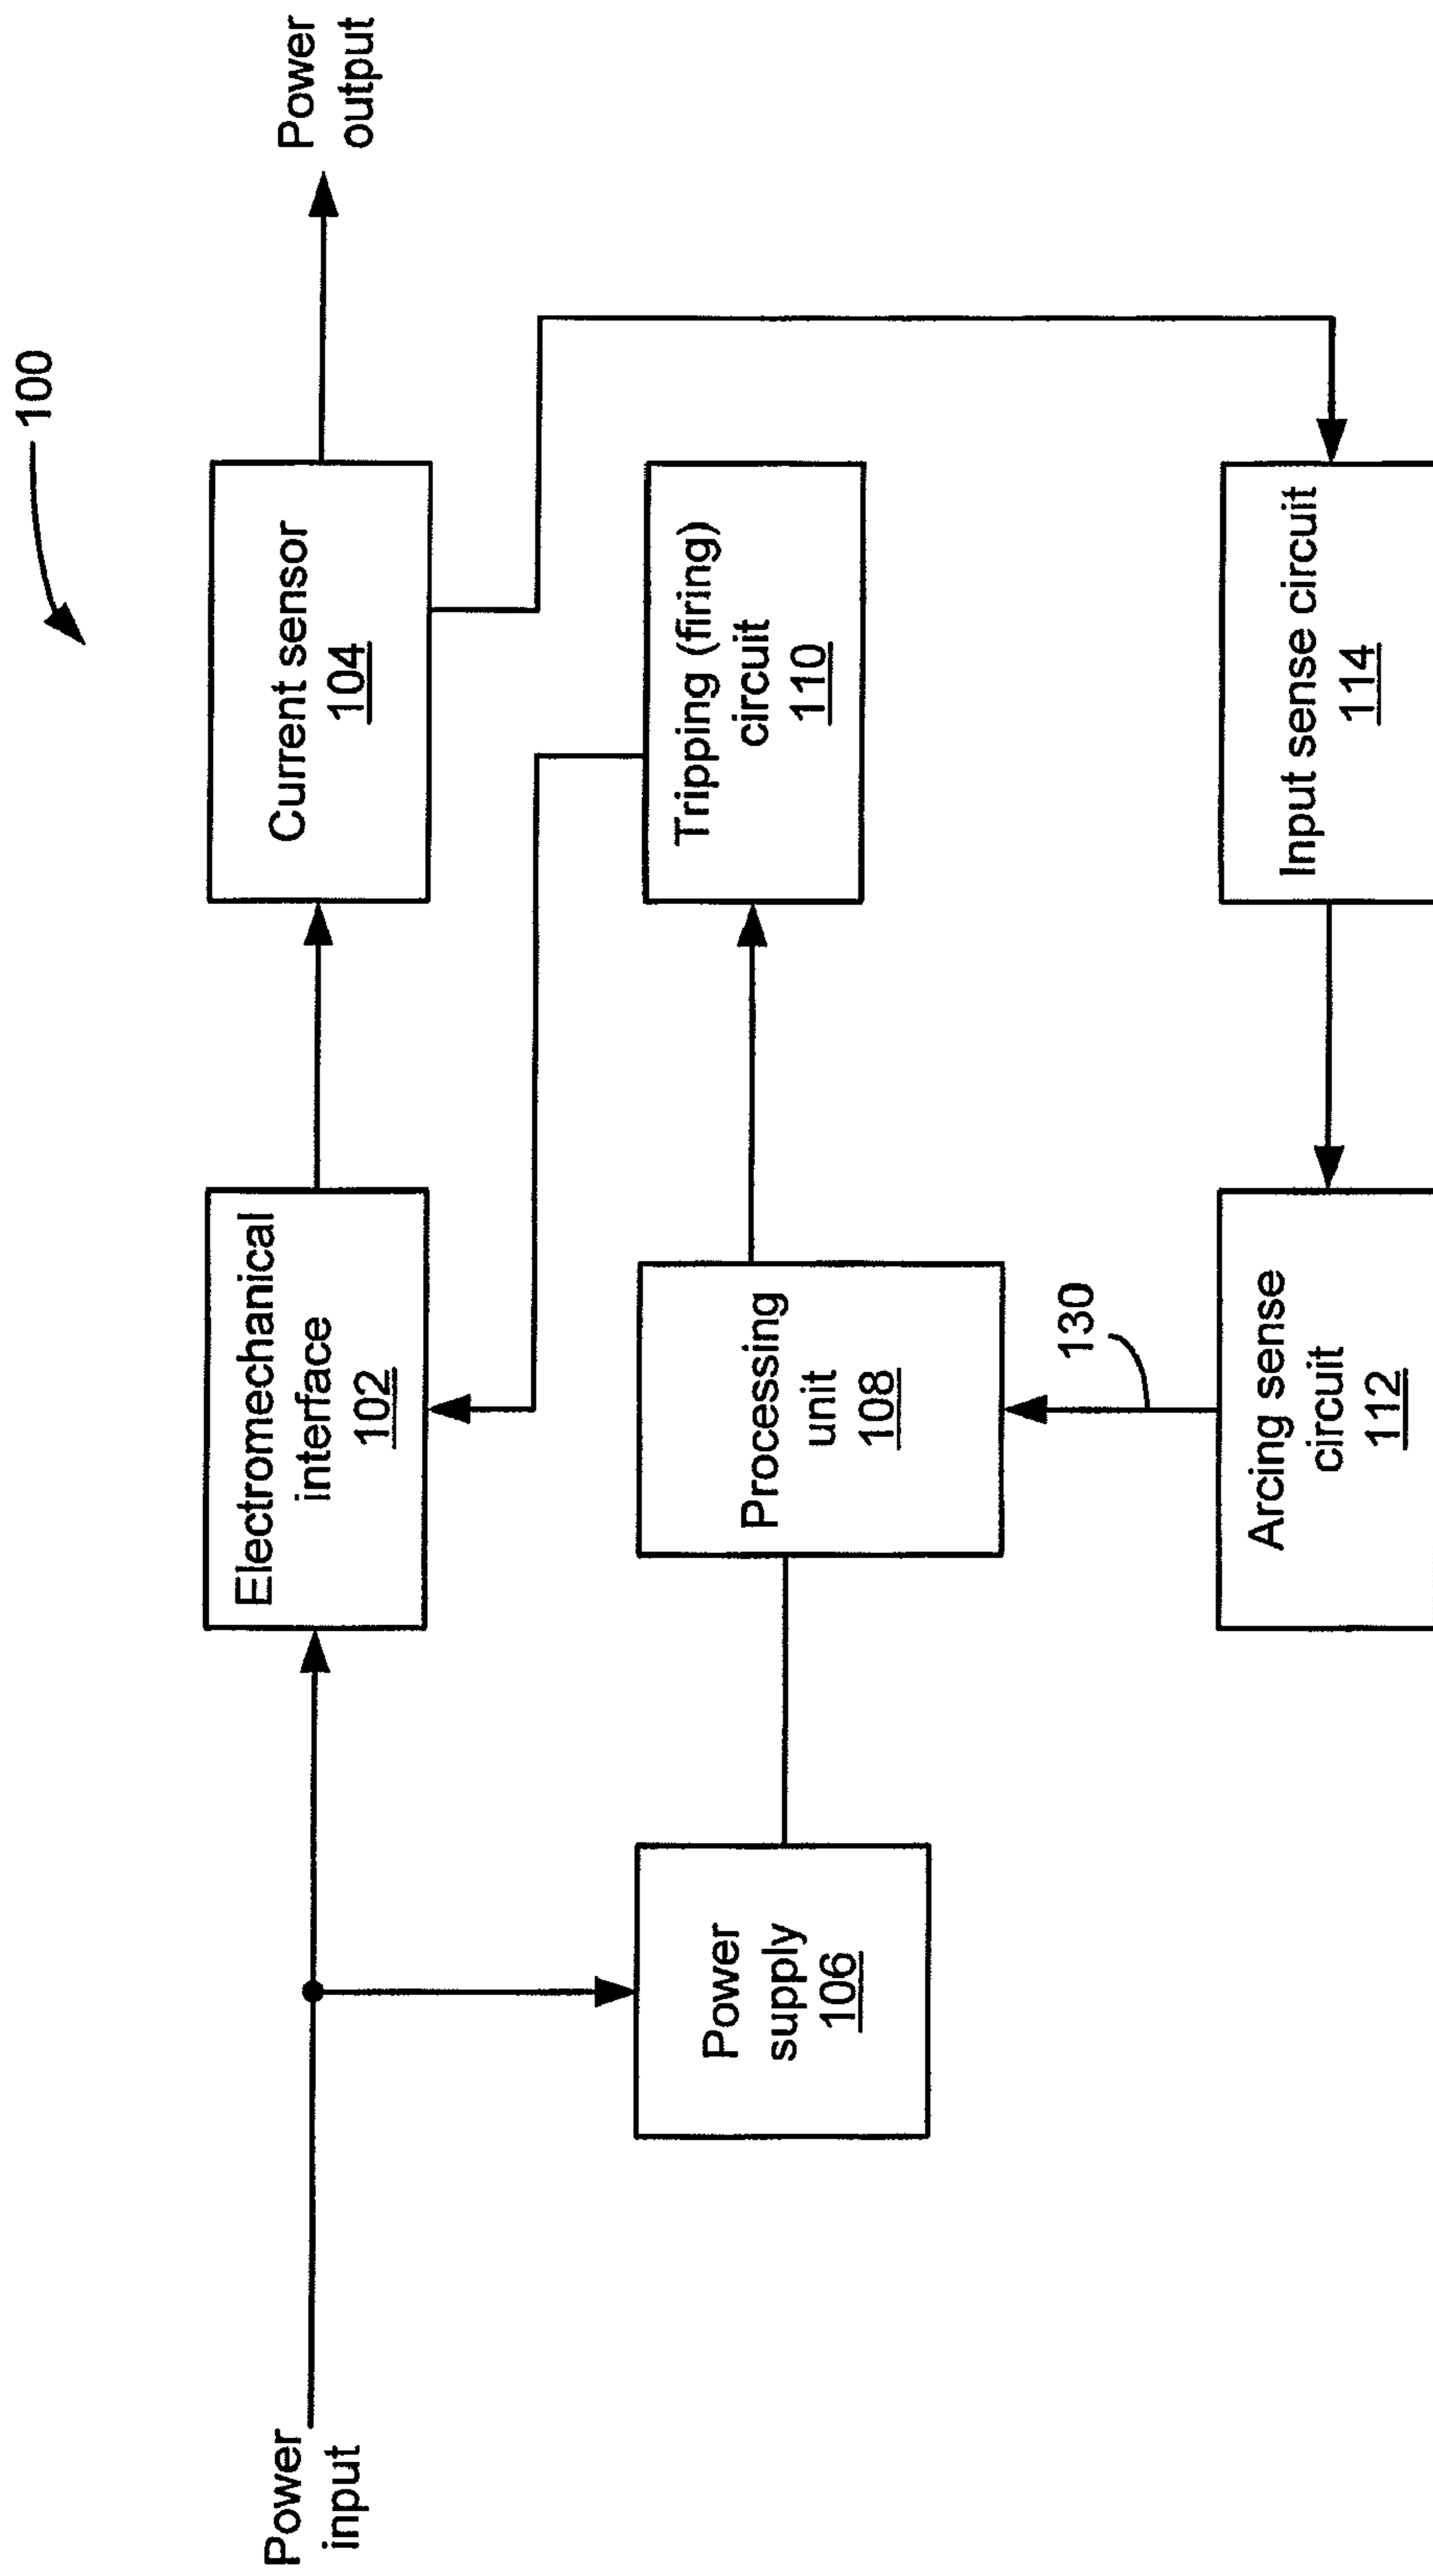 100
Power
input
Electromechanical
interface
102
Current sensor
104
Power
output
Power
supply
106
Processing
unit
108
Tripping (firing)
circuit
110
130
Arcing sense
circuit
112
Input sense circuit
114